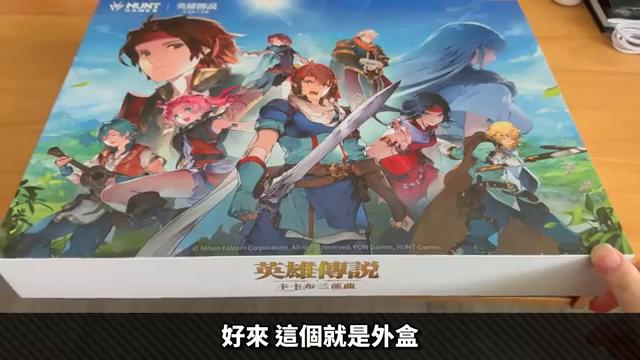 HUNT
GAMES
英雄傳說
© Nihon Falcom Corporation. All rights reserved. FOW Games, HUNT Games.
英雄傳說
卡卡布三部曲
好來 這個就是外盒